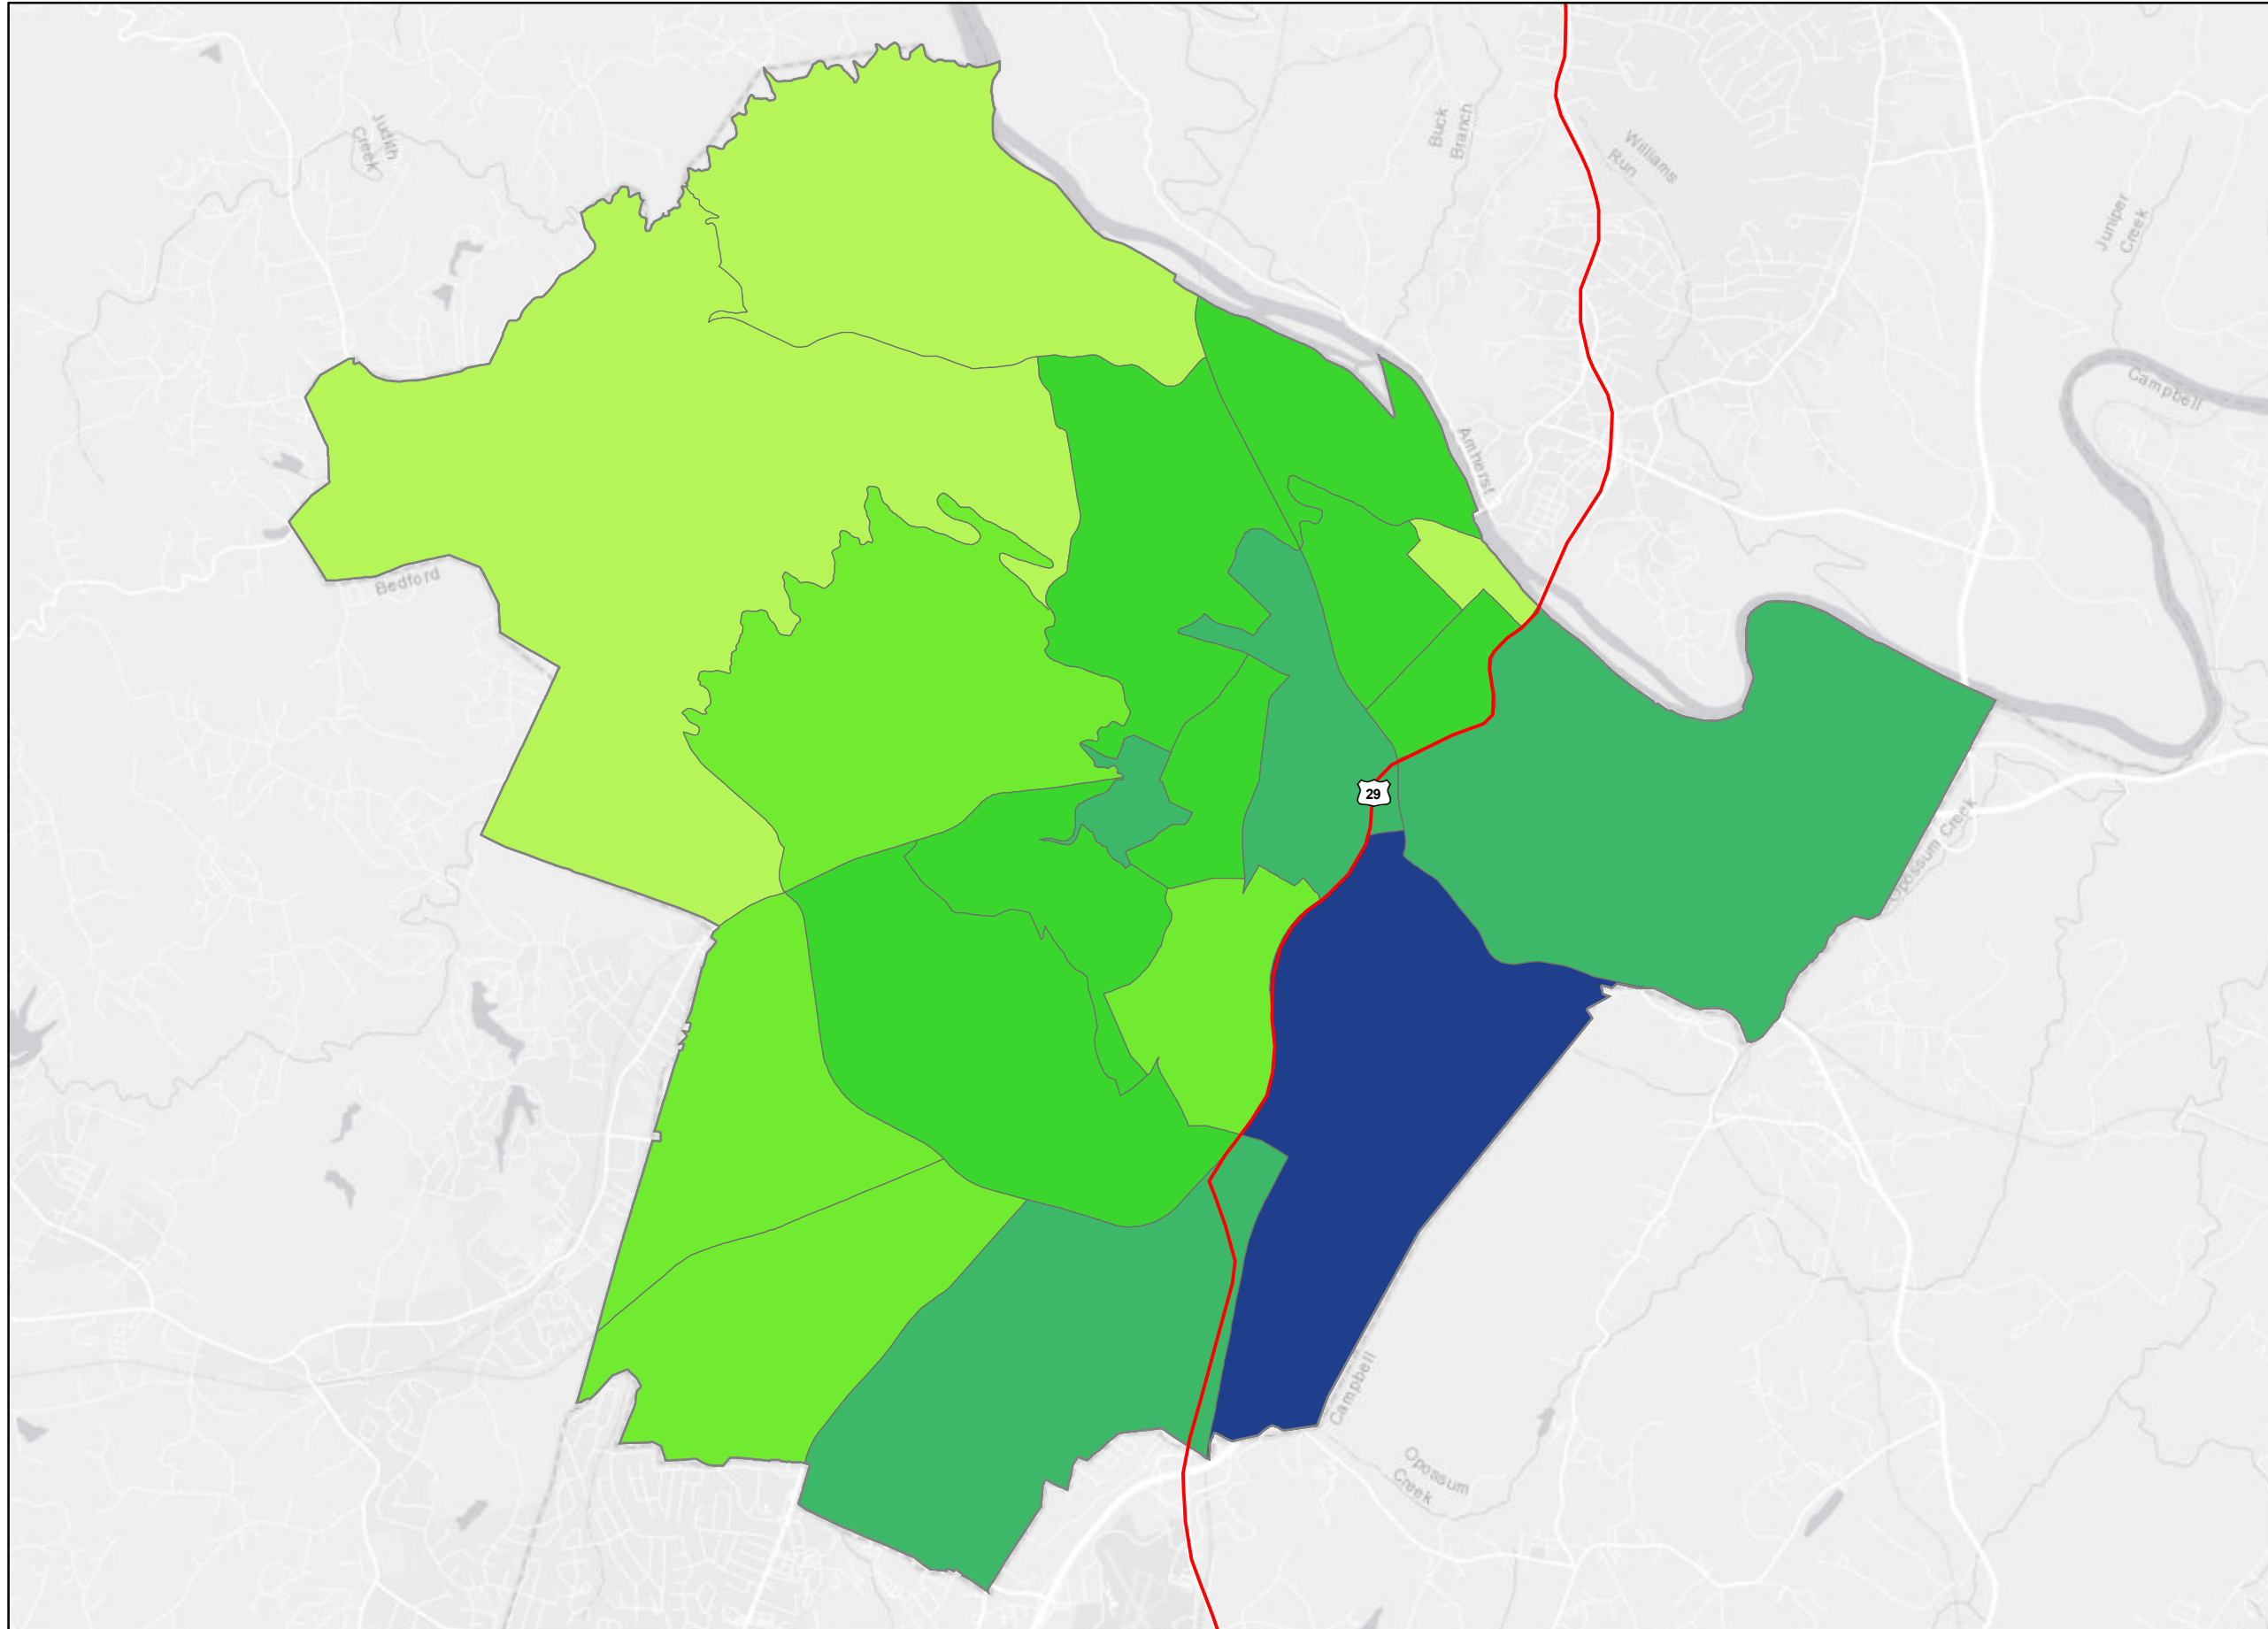 Judith
Creek
Buck
Branch
Williams
Run
Juniper
Creek
Campbell
Amherst
Bedford
29
Opossum Creek
Campbell
Opossum
Creek